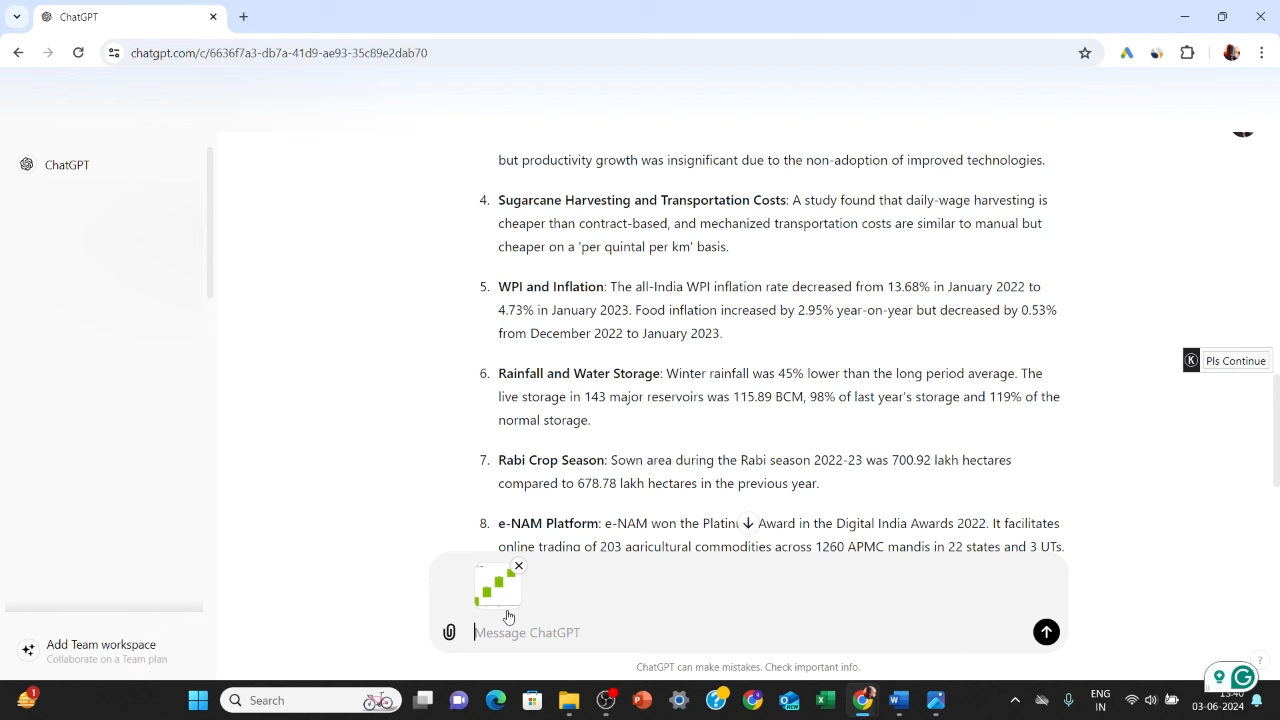 ChatGPT
chatgpt.com/c/6636f7a3-db7a-41d9-ae93-35c89e2dab70
ChatGPT
but productivity growth was insignificant due to the non-adoption of improved technologies.
4. Sugarcane Harvesting and Transportation Costs: A study found that daily-wage harvesting is
cheaper than contract-based, and mechanized transportation costs are similar to manual but
cheaper on a 'per quintal per km' basis.
5. WPI and Inflation: The all-India WPI inflation rate decreased from 13.68% in January 2022 to
4.73% in January 2023. Food inflation increased by 2.95% year-on-year but decreased by 0.53%
from December 2022 to January 2023.
K Pls Continue
6. Rainfall and Water Storage: Winter rainfall was 45% lower than the long period average. The
live storage in 143 major reservoirs was 115.89 BCM, 98% of last year's storage and 119% of the
normal storage.
7. Rabi Crop Season: Sown area during the Rabi season 2022-23 was 700.92 lakh hectares
compared to 678.78 lakh hectares in the previous year.
8. e-NAM Platform: e-NAM won the Platin Award in the Digital India Awards 2022. It facilitates
online trading of 203 agricultural commodities across 1260 APMC mandis in 22 states and 3 UTs.
Message ChatGPT
Add Team workspace
Collaborate on a Team plan
ChatGPT can make mistakes. Check important info.
?
1
Search
ENG
IN
13:40
03-06-2024